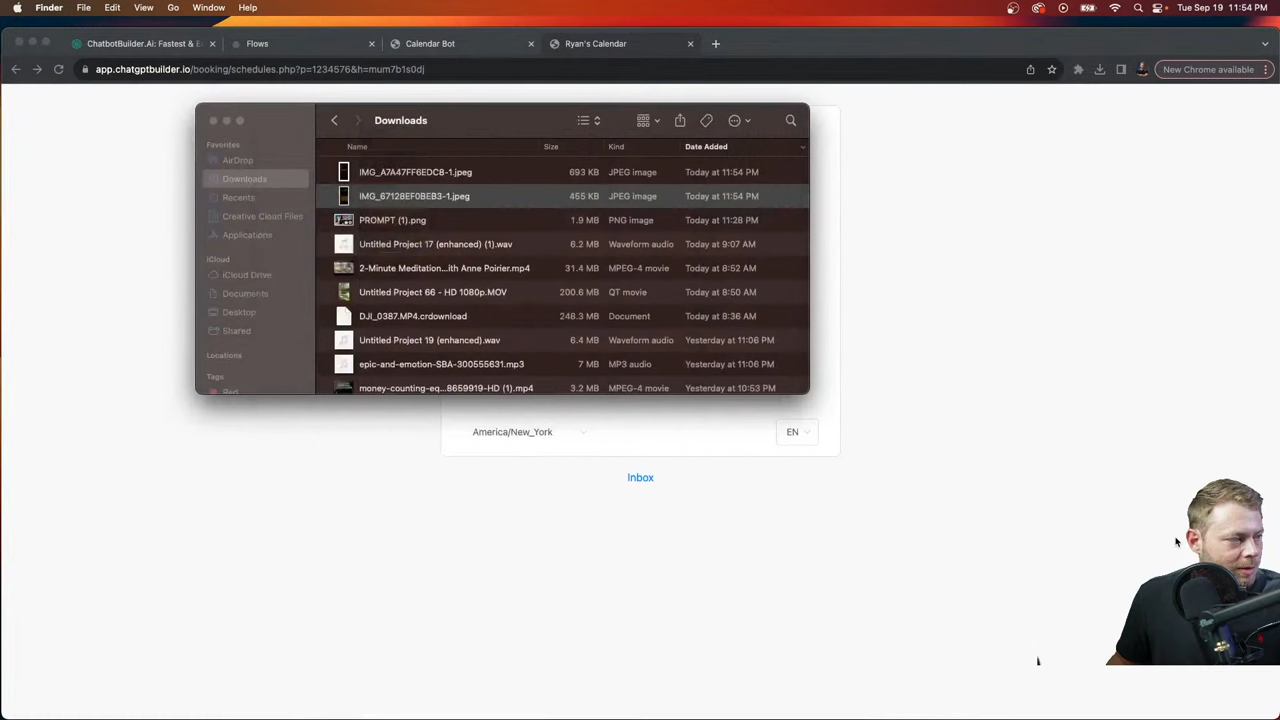 Finder File Edit View Go Window Help Tue Sep 19 11:54 PM
ChatbotBuilder.Ai: Fastest & E Flows Calendar Bot Ryan's Calendar
app.chatgptbuilder.io/booking/schedules.php?p=1234576&h=mum7b1s0dj New Chrome available
Downloads
Favorites
AirDrop
Downloads
Recents
Creative Cloud Files
Applications
iCloud
iCloud Drive
Documents
Desktop
Shared
Locations
Tags
Red
Name Size Kind Date Added
IMG_A7A47FF6EDC8-1.jpeg 693 KB JPEG image Today at 11:54 PM
IMG_67128EF0BEB3-1.jpeg 455 KB JPEG image Today at 11:54 PM
PROMPT (1).png 1.9 MB PNG image Today at 11:28 PM
Untitled Project 17 (enhanced) (1).wav 6.2 MB Waveform audio Today at 9:07 AM
2-Minute Meditation...ith Anne Poirier.mp4 31.4 MB MPEG-4 movie Today at 8:52 AM
Untitled Project 66 - HD 1080p.MOV 200.6 MB QT movie Today at 8:50 AM
DJI_0387.MP4.crdownload 248.3 MB Document Today at 8:36 AM
Untitled Project 19 (enhanced).wav 6.4 MB Waveform audio Yesterday at 11:06 PM
epic-and-emotion-SBA-300555631.mp3 7 MB MP3 audio Yesterday at 11:06 PM
money-counting-eq...8659919-HD (1).mp4 3.2 MB MPEG-4 movie Yesterday at 10:53 PM
America/New_York EN
Inbox